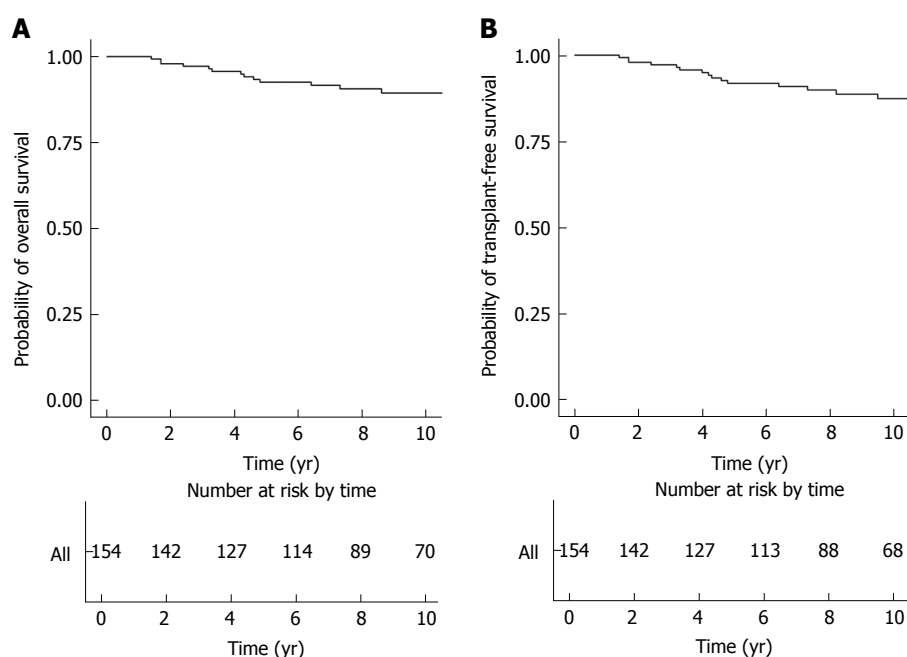 A
Probability of overall survival
1.00
0.75
0.50
0.25
0.00
0 2 4 6 8 10
Time (yr)
Number at risk by time
All 154 142 127 114 89 70
0 2 4 6 8 10
Time (yr)
B
Probability of transplant-free survival
1.00
0.75
0.50
0.25
0.00
0 2 4 6 8 10
Time (yr)
Number at risk by time
All 154 142 127 113 88 68
0 2 4 6 8 10
Time (yr)